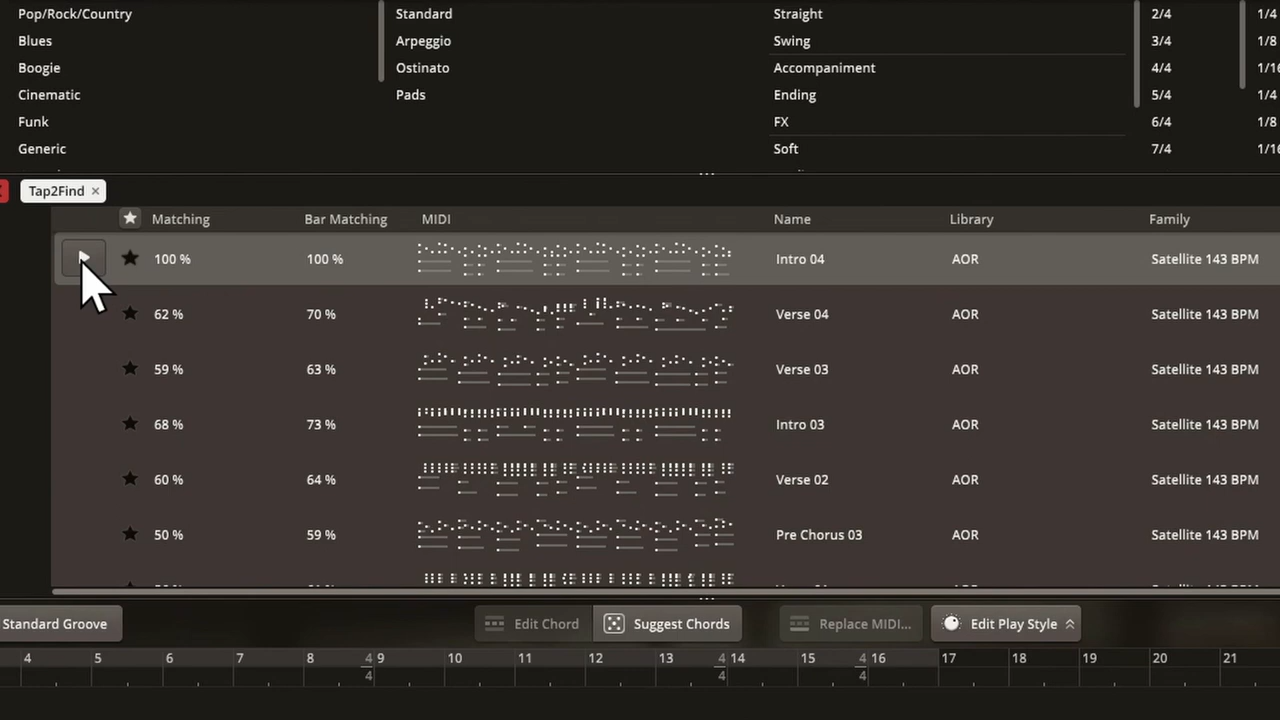 Pop/Rock/Country Standard Straight 2/4 1/4
Blues Arpeggio Swing 3/4 1/8
Boogie Ostinato Accompaniment 4/4
Cinematic Pads Ending 5/4 1/4
Funk FX 6/4 1/8
Generic Soft 7/4
Tap2Find ×
★ Matching Bar Matching MIDI Name Library Family
★ 100 % 100 % Intro 04 AOR Satellite 143 BPM
★ 62 % 70 % Verse 04 AOR Satellite 143 BPM
★ 59 % 63 % Verse 03 AOR Satellite 143 BPM
★ 68 % 73 % Intro 03 AOR Satellite 143 BPM
★ 60 % 64 % Verse 02 AOR Satellite 143 BPM
★ 50 % 59 % Pre Chorus 03 AOR Satellite 143 BPM
Standard Groove Edit Chord Suggest Chords Replace MIDI... Edit Play Style
4 5 6 7 8 4/4 9 10 11 12 13 4/4 14 15 4/4 16 17 18 19 20 21